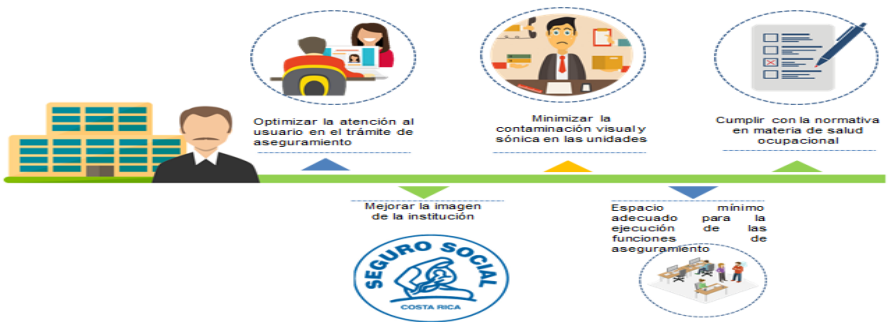 Optimizar la atención al
usuario en el trámite de
aseguramiento
Minimizar la
contaminación visual y
sónica en las unidades
Cumplir con la normativa
en materia de salud
ocupacional
Mejorar la imagen
de la institución
SEGURO SOCIAL
COSTA RICA
Espacio mínimo
adecuado para la
ejecución de las
funciones de
aseguramiento